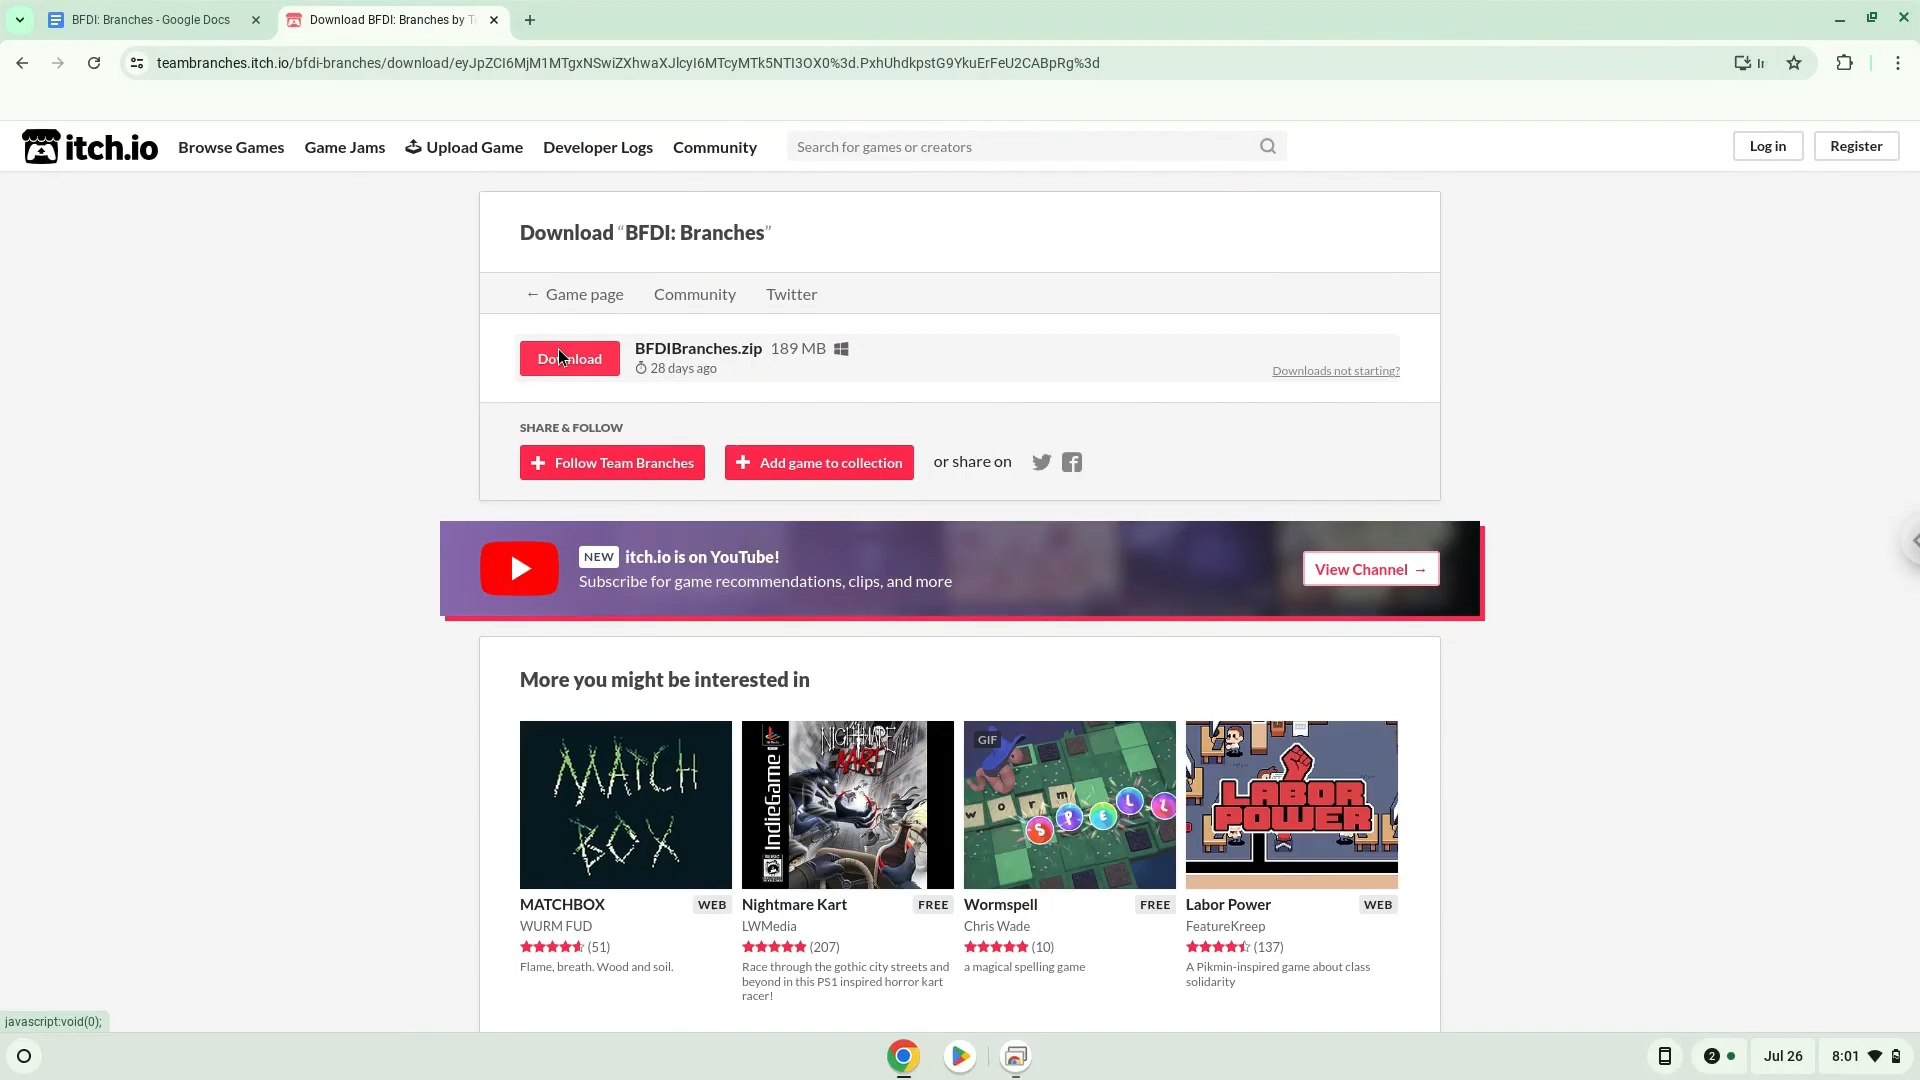 BFDI: Branches - Google Docs
Download BFDI: Branches by T
teambranches.itch.io/bfdi-branches/download/eyJpZCI6MjM1MTgxNSwiZXhwaXJlcyI6MTcyMTk5NTI3OX0%3d.PxhUhdkpstG9YkuErFeU2CABpRg%3d
itch.io
Browse Games
Game Jams
Upload Game
Developer Logs
Community
Search for games or creators
Log in
Register
Download “BFDI: Branches”
← Game page
Community
Twitter
Download
BFDIBranches.zip 189 MB
28 days ago
Downloads not starting?
SHARE & FOLLOW
Follow Team Branches
Add game to collection
or share on
NEW itch.io is on YouTube!
Subscribe for game recommendations, clips, and more
View Channel →
More you might be interested in
MATCH
BOX
NIGHTMARE
KART
IndieGame
GIF
worm
SPELL
LABOR
POWER
MATCHBOX WEB
WURM FUD
(51)
Flame, breath. Wood and soil.
Nightmare Kart FREE
LWMedia
(207)
Race through the gothic city streets and
beyond in this PS1 inspired horror kart
racer!
Wormspell FREE
Chris Wade
(10)
a magical spelling game
Labor Power WEB
FeatureKreep
(137)
A Pikmin-inspired game about class
solidarity
javascript:void(0);
2
Jul 26
8:01